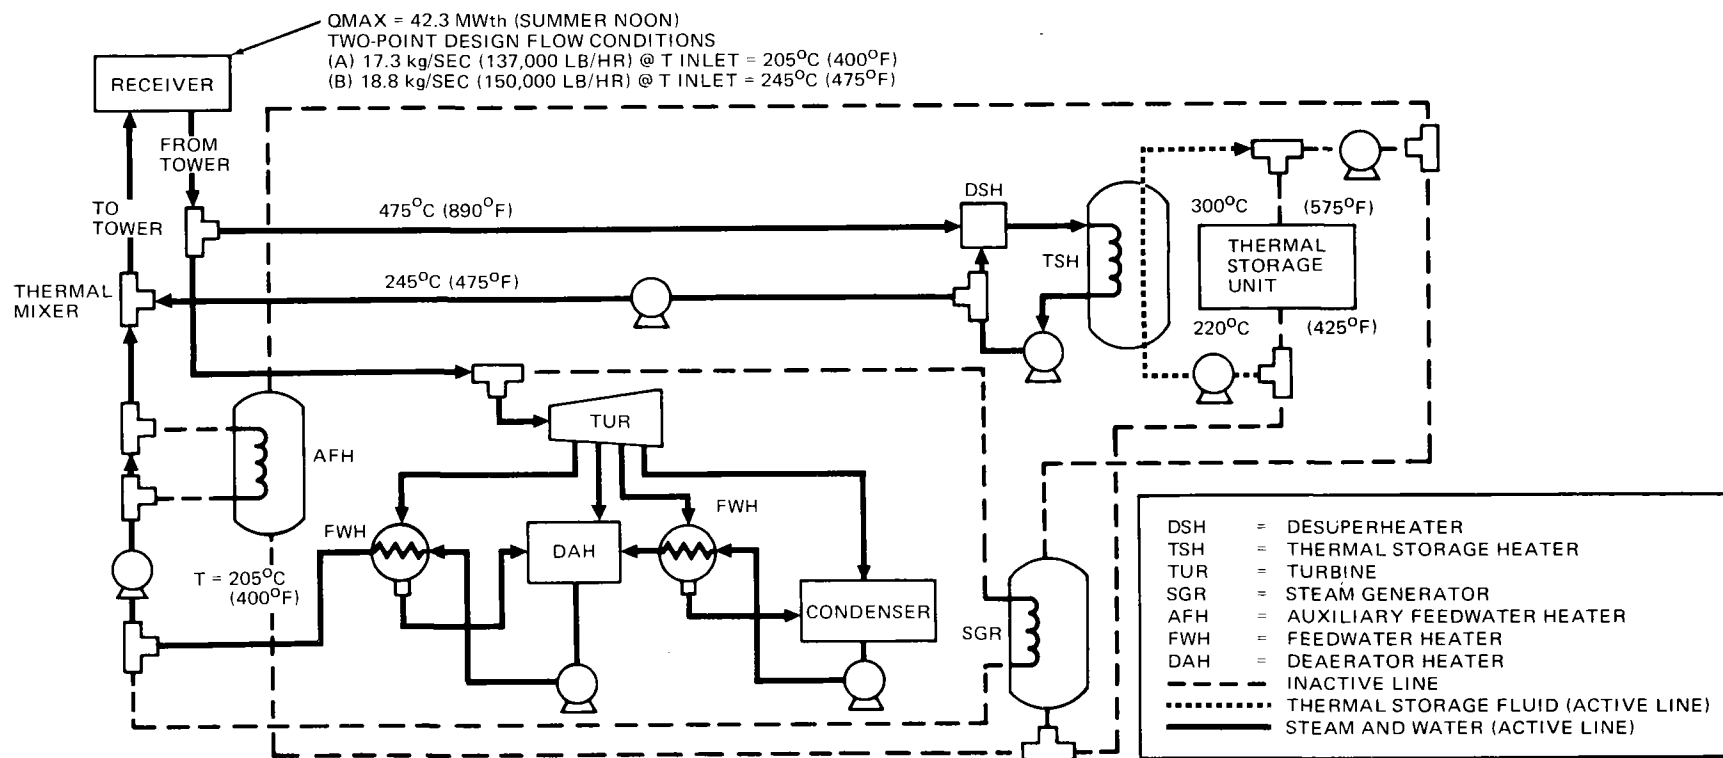 QMAX = 42.3 MWth (SUMMER NOON)
TWO-POINT DESIGN FLOW CONDITIONS
(A) 17.3 kg/SEC (137,000 LB/HR) @ T INLET = 205°C (400°F)
(B) 18.8 kg/SEC (150,000 LB/HR) @ T INLET = 245°C (475°F)
RECEIVER
FROM
TOWER
TO
TOWER
475°C (890°F)
DSH
300°C (575°F)
THERMAL
STORAGE
UNIT
TSH
245°C (475°F)
THERMAL
MIXER
220°C (425°F)
TUR
AFH
FWH
FWH
DAH
T = 205°C
(400°F)
CONDENSER
SGR
DSH = DESUPERHEATER
TSH = THERMAL STORAGE HEATER
TUR = TURBINE
SGR = STEAM GENERATOR
AFH = AUXILIARY FEEDWATER HEATER
FWH = FEEDWATER HEATER
DAH = DEAERATOR HEATER
INACTIVE LINE
THERMAL STORAGE FLUID (ACTIVE LINE)
STEAM AND WATER (ACTIVE LINE)